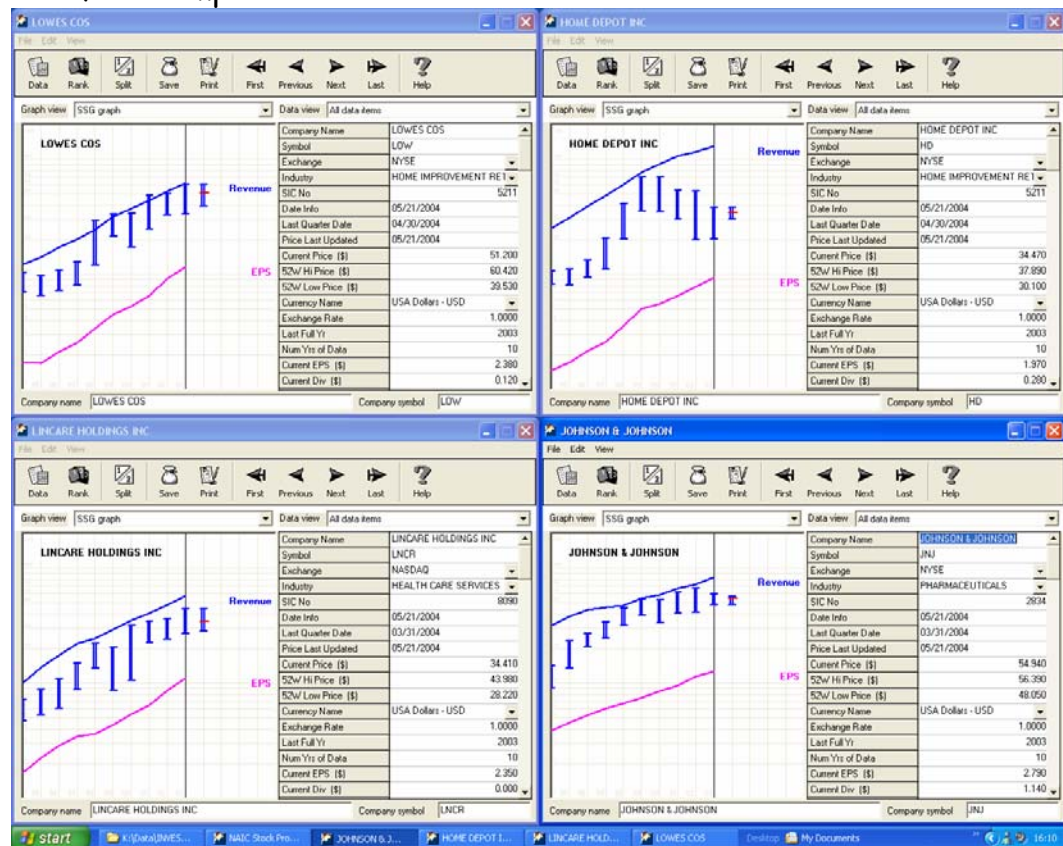 LOWES COS
File Edit View
Data Rank Split Save Print First Previous Next Last Help
Graph view SSG graph Data view All data items
LOWES COS
Revenue
EPS
Company Name LOWES COS
Symbol LOW
Exchange NYSE
Industry HOME IMPROVEMENT RET
SIC No 5211
Date Info 05/21/2004
Last Quarter Date 04/30/2004
Price Last Updated 05/21/2004
Current Price ($) 51.200
52W Hi Price ($) 60.420
52W Low Price ($) 39.530
Currency Name USA Dollars - USD
Exchange Rate 1.0000
Last Full Yr 2003
Num Yrs of Data 10
Current EPS ($) 2.380
Current Div ($) 0.120
Company name LOWES COS Company symbol LOW
HOME DEPOT INC
File Edit View
Data Rank Split Save Print First Previous Next Last Help
Graph view SSG graph Data view All data items
HOME DEPOT INC
Revenue
EPS
Company Name HOME DEPOT INC
Symbol HD
Exchange NYSE
Industry HOME IMPROVEMENT RET
SIC No 5211
Date Info 05/21/2004
Last Quarter Date 04/30/2004
Price Last Updated 05/21/2004
Current Price ($) 34.470
52W Hi Price ($) 37.890
52W Low Price ($) 30.100
Currency Name USA Dollars - USD
Exchange Rate 1.0000
Last Full Yr 2003
Num Yrs of Data 10
Current EPS ($) 1.970
Current Div ($) 0.280
Company name HOME DEPOT INC Company symbol HD
LINCARE HOLDINGS INC
File Edit View
Data Rank Split Save Print First Previous Next Last Help
Graph view SSG graph Data view All data items
LINCARE HOLDINGS INC
Revenue
EPS
Company Name LINCARE HOLDINGS INC
Symbol LNCR
Exchange NASDAQ
Industry HEALTH CARE SERVICES
SIC No 8090
Date Info 05/21/2004
Last Quarter Date 03/31/2004
Price Last Updated 05/21/2004
Current Price ($) 34.410
52W Hi Price ($) 43.980
52W Low Price ($) 28.220
Currency Name USA Dollars - USD
Exchange Rate 1.0000
Last Full Yr 2003
Num Yrs of Data 10
Current EPS ($) 2.350
Current Div ($) 0.000
Company name LINCARE HOLDINGS INC Company symbol LNCR
JOHNSON & JOHNSON
File Edit View
Data Rank Split Save Print First Previous Next Last Help
Graph view SSG graph Data view All data items
JOHNSON & JOHNSON
Revenue
EPS
Company Name JOHNSON & JOHNSON
Symbol JNJ
Exchange NYSE
Industry PHARMACEUTICALS
SIC No 2834
Date Info 05/21/2004
Last Quarter Date 03/31/2004
Price Last Updated 05/21/2004
Current Price ($) 54.940
52W Hi Price ($) 56.390
52W Low Price ($) 48.050
Currency Name USA Dollars - USD
Exchange Rate 1.0000
Last Full Yr 2003
Num Yrs of Data 10
Current EPS ($) 2.790
Current Div ($) 1.140
Company name JOHNSON & JOHNSON Company symbol JNJ
start K:\Data\INVES... NAIC Stock Pro... JOHNSON & J... HOME DEPOT I... LINCARE HOLD... LOWES COS Desktop My Documents 16:10